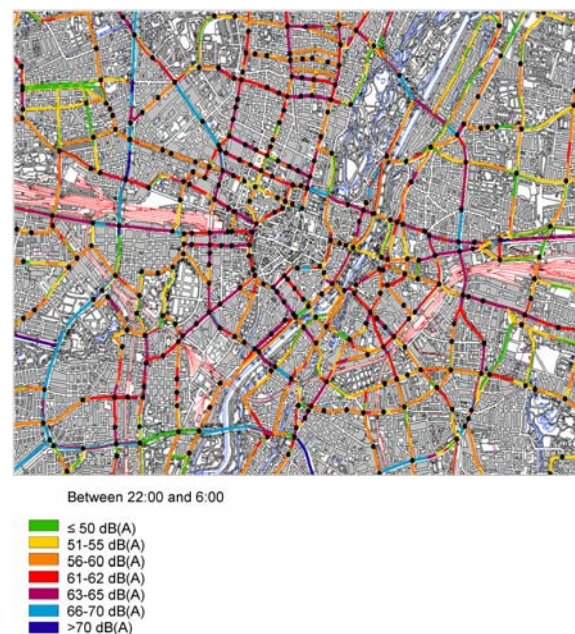 Between 22:00 and 6:00
≤ 50 dB(A)
51-55 dB(A)
56-60 dB(A)
61-62 dB(A)
63-65 dB(A)
66-70 dB(A)
>70 dB(A)